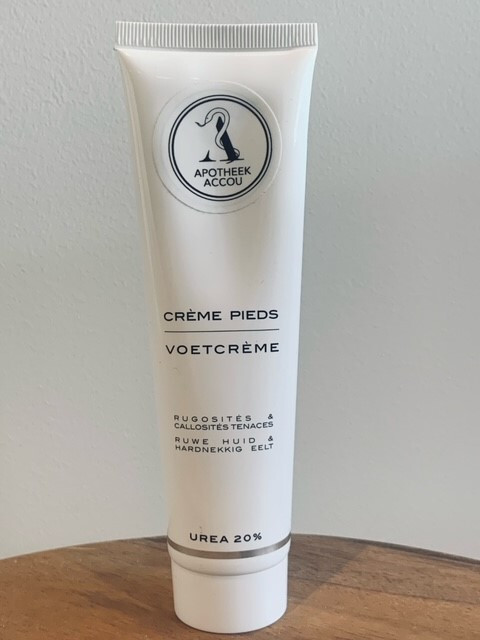 APOTHEEK
ACCOU
CRÈME PIEDS
VOETCRÈME
RUGOSITÉS &
CALLOSITÉS TENACES
RUWE HUID &
HARDNEKKIG EELT
UREA 20%